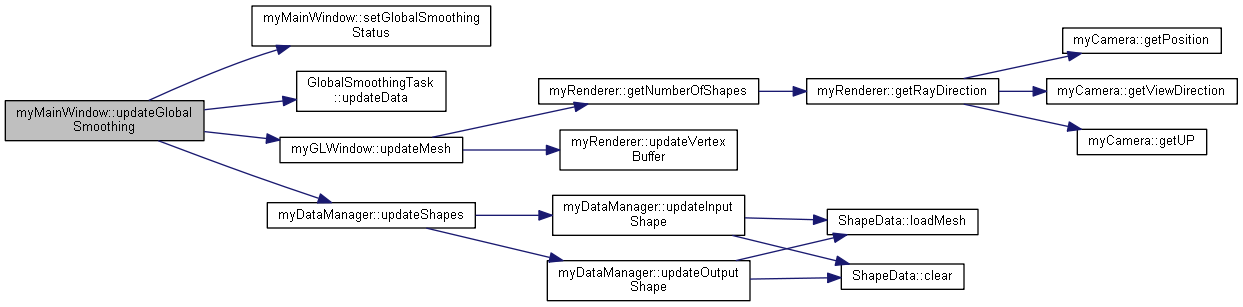 myMainWindow::updateGlobal
Smoothing
myMainWindow::setGlobalSmoothing
Status
GlobalSmoothingTask
::updateData
myGLWindow::updateMesh
myDataManager::updateShapes
myRenderer::getNumberOfShapes
myRenderer::updateVertex
Buffer
myDataManager::updateInput
Shape
myDataManager::updateOutput
Shape
myRenderer::getRayDirection
ShapeData::loadMesh
ShapeData::clear
myCamera::getPosition
myCamera::getViewDirection
myCamera::getUP